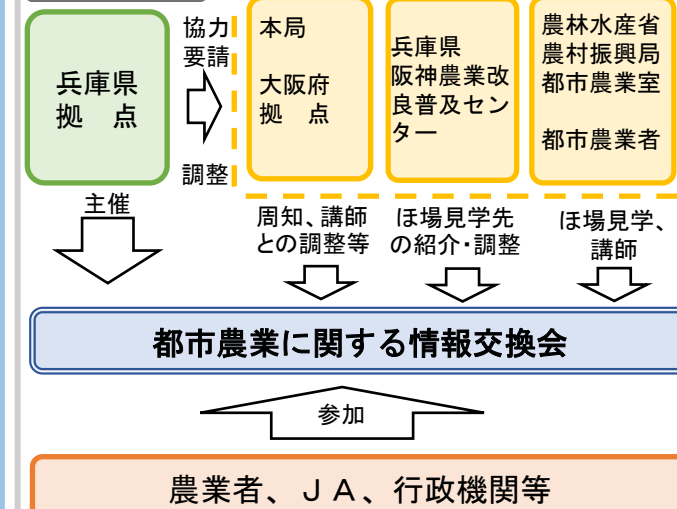 兵庫県
拠　点
協力
要請
調整
本局
大阪府
拠　点
兵庫県
阪神農業改
良普及セン
ター
農林水産省
農村振興局
都市農業室
都市農業者
主催
周知、講師
との調整等
ほ場見学先
の紹介・調整
ほ場見学、
講師
都市農業に関する情報交換会
参加
農業者、ＪＡ、行政機関等